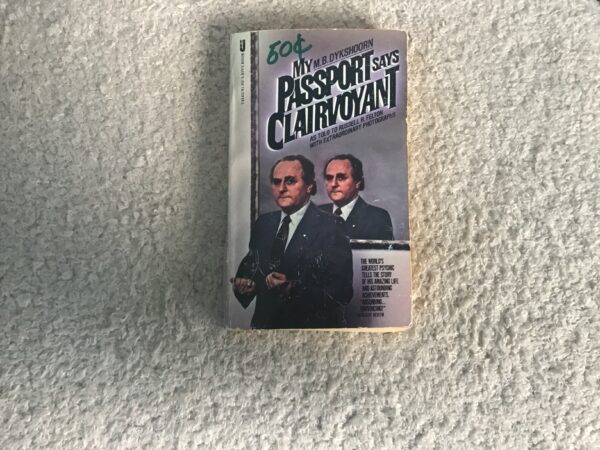 80¢
MY M.B. DYKSHOORN
PASSPORT SAYS
CLAIRVOYANT
AS TOLD TO RUSSELL H. FELTON
WITH EXTRAORDINARY PHOTOGRAPHS
THE WORLD'S
GREATEST PSYCHIC
TELLS THE STORY
OF HIS AMAZING LIFE
AND ASTOUNDING
ACHIEVEMENTS.